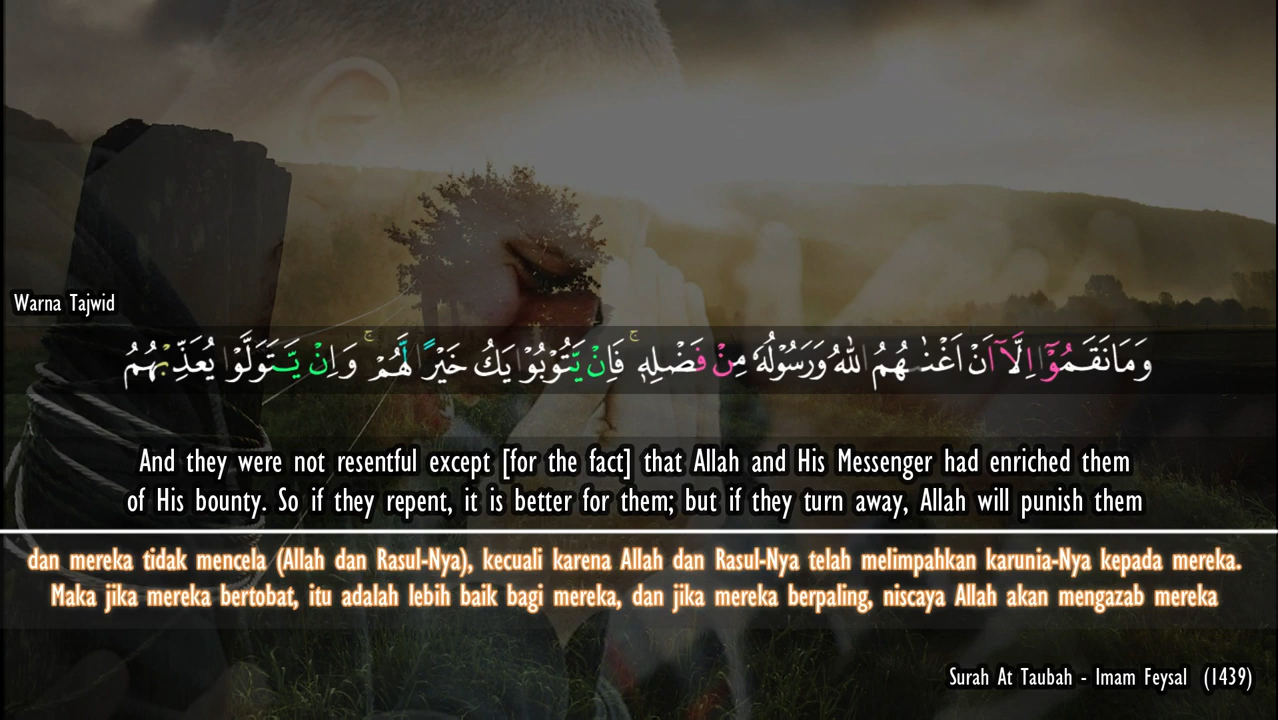 Warna Tajwid
وَمَا نَقَمُوْٓا اِلَّآ اَنْ اَغْنٰىهُمُ اللّٰهُ وَرَسُوْلُهٗ مِنْ فَضْلِهٖ ۚ فَاِنْ يَّتُوْبُوْا يَكُ خَيْرًا لَّهُمْ ۚ وَاِنْ يَّتَوَلَّوْا يُعَذِّبْهُمُ
And they were not resentful except [for the fact] that Allah and His Messenger had enriched them
of His bounty. So if they repent, it is better for them; but if they turn away, Allah will punish them
dan mereka tidak mencela (Allah dan Rasul-Nya), kecuali karena Allah dan Rasul-Nya telah melimpahkan karunia-Nya kepada mereka.
Maka jika mereka bertobat, itu adalah lebih baik bagi mereka, dan jika mereka berpaling, niscaya Allah akan mengazab mereka
Surah At Taubah - Imam Feysal (1439)